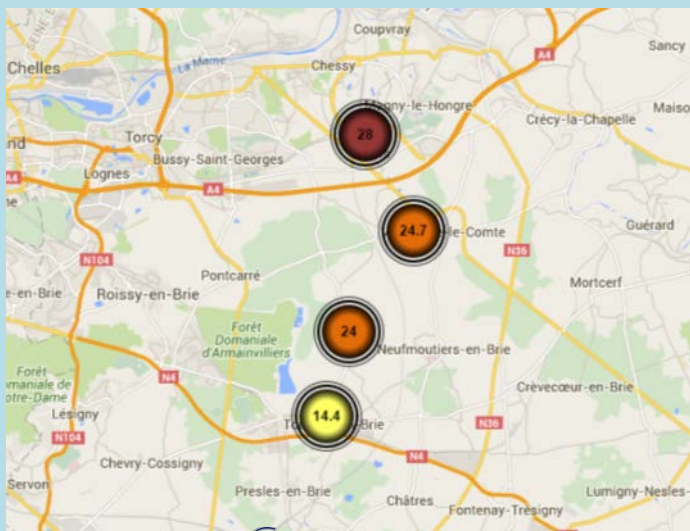 Coupvray
Sancy
A4
La Marne
Chelles
Chessy
Magny-le-Hongre
Crécy-la-Chapelle
28
Torcy
Bussy-Saint-Georges
Lognes
A4
A4
Guérard
24.7
le-Comte
N36
N104
Pontcarré
Mortcerf
e-en-Brie
Roissy-en-Brie
Forêt
Domaniale
d'Armainvilliers
24
Neufmoutiers-en-Brie
Forêt
omaniale de
otre-Dame
N4
Crèvecœur-en-Brie
Lésigny
14.4
Brie
N36
N104
Chevry-Cossigny
N4
Servon
Presles-en-Brie
Châtres
Lumigny-Nesles-
Fontenay-Trésigny